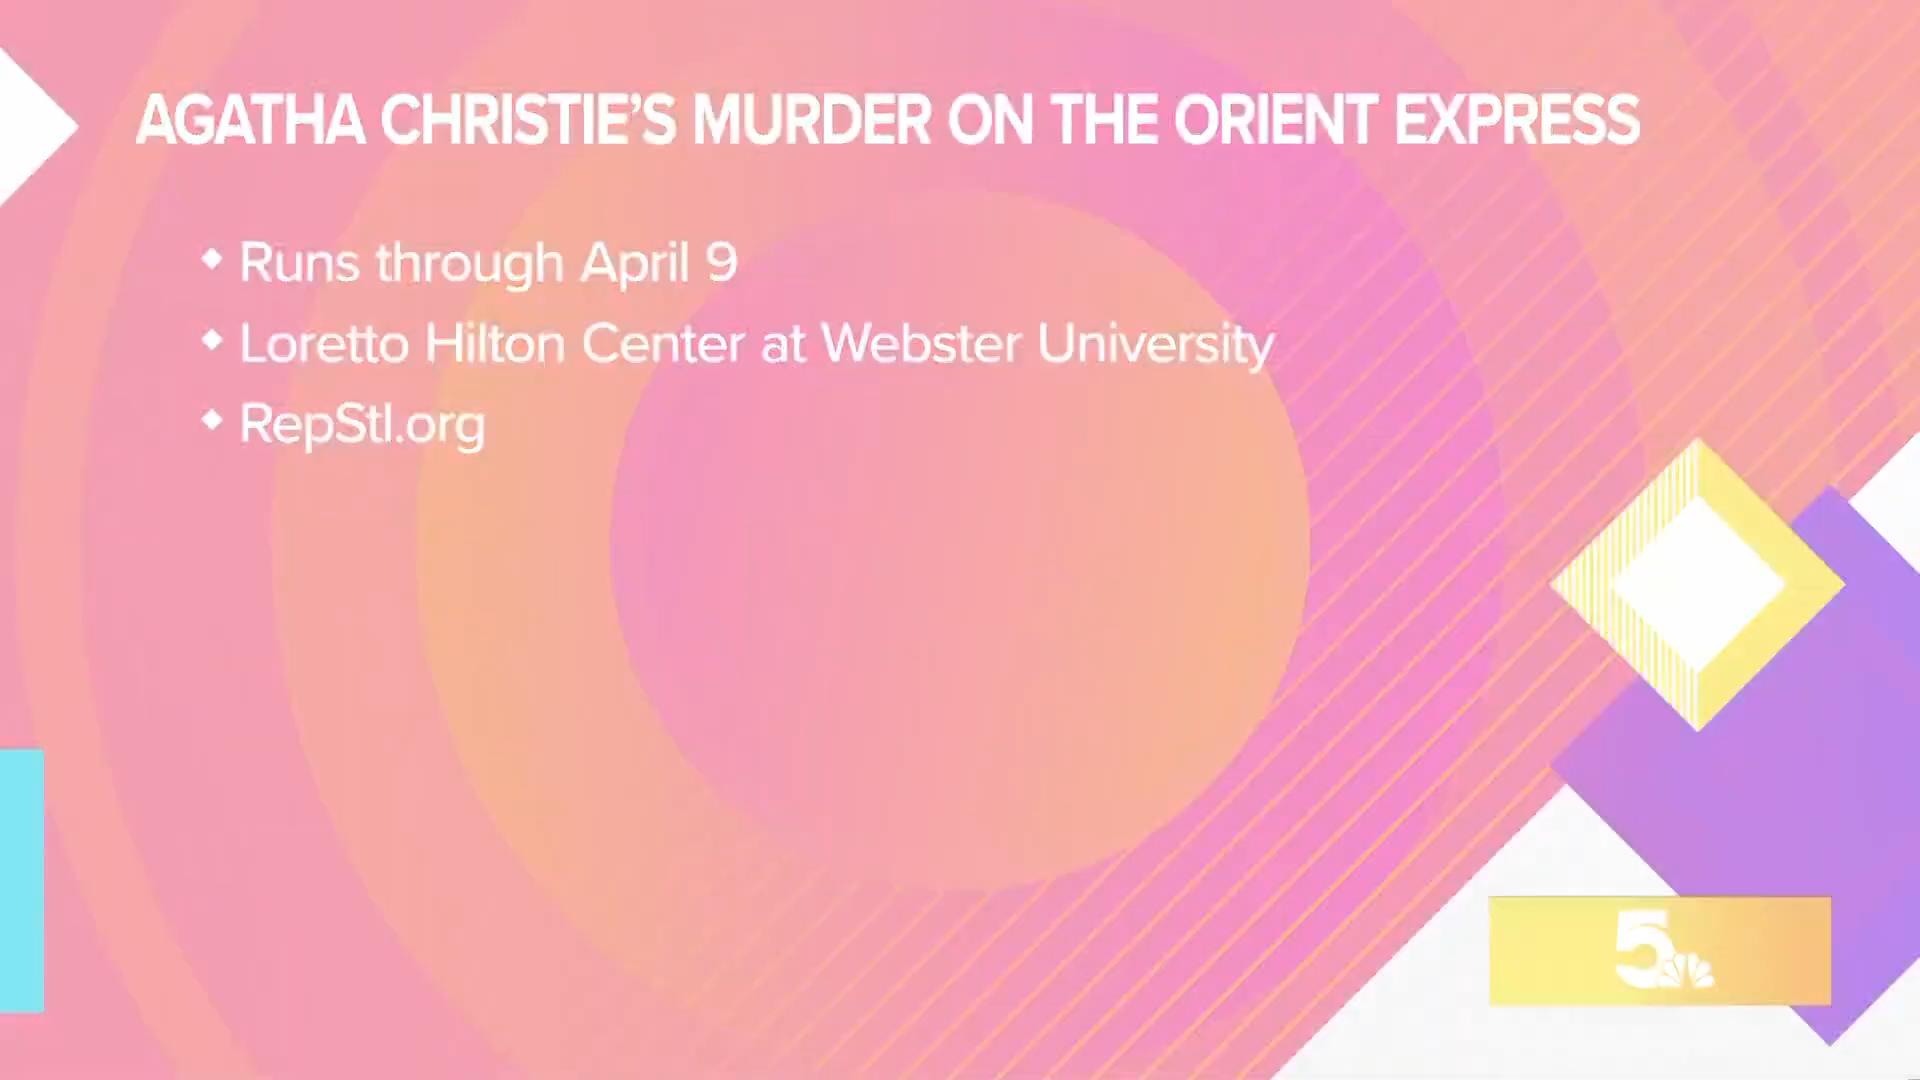 AGATHA CHRISTIE’S MURDER ON THE ORIENT EXPRESS
Runs through April 9
Loretto Hilton Center at Webster University
RepStl.org
5